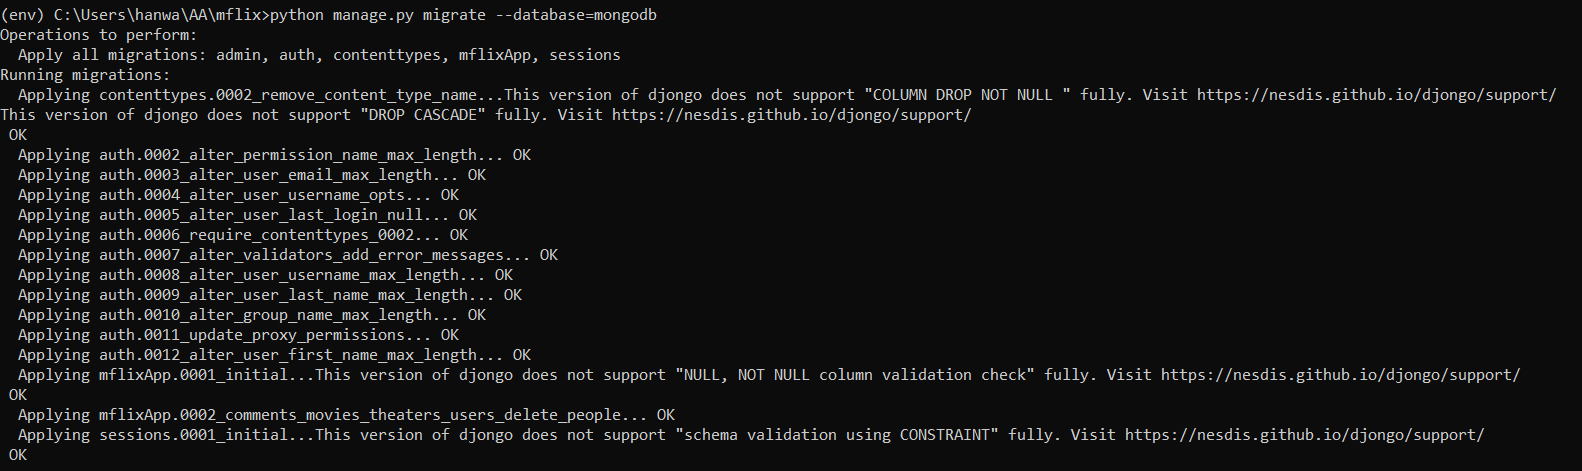 (env) C:\Users\hanwa\AA\mflix>python manage.py migrate --database=mongodb
Operations to perform:
  Apply all migrations: admin, auth, contenttypes, mflixApp, sessions
Running migrations:
  Applying contenttypes.0002_remove_content_type_name...This version of djongo does not support "COLUMN DROP NOT NULL " fully. Visit https://nesdis.github.io/djongo/support/
This version of djongo does not support "DROP CASCADE" fully. Visit https://nesdis.github.io/djongo/support/
 OK
  Applying auth.0002_alter_permission_name_max_length... OK
  Applying auth.0003_alter_user_email_max_length... OK
  Applying auth.0004_alter_user_username_opts... OK
  Applying auth.0005_alter_user_last_login_null... OK
  Applying auth.0006_require_contenttypes_0002... OK
  Applying auth.0007_alter_validators_add_error_messages... OK
  Applying auth.0008_alter_user_username_max_length... OK
  Applying auth.0009_alter_user_last_name_max_length... OK
  Applying auth.0010_alter_group_name_max_length... OK
  Applying auth.0011_update_proxy_permissions... OK
  Applying auth.0012_alter_user_first_name_max_length... OK
  Applying mflixApp.0001_initial...This version of djongo does not support "NULL, NOT NULL column validation check" fully. Visit https://nesdis.github.io/djongo/support/
 OK
  Applying mflixApp.0002_comments_movies_theaters_users_delete_people... OK
  Applying sessions.0001_initial...This version of djongo does not support "schema validation using CONSTRAINT" fully. Visit https://nesdis.github.io/djongo/support/
 OK